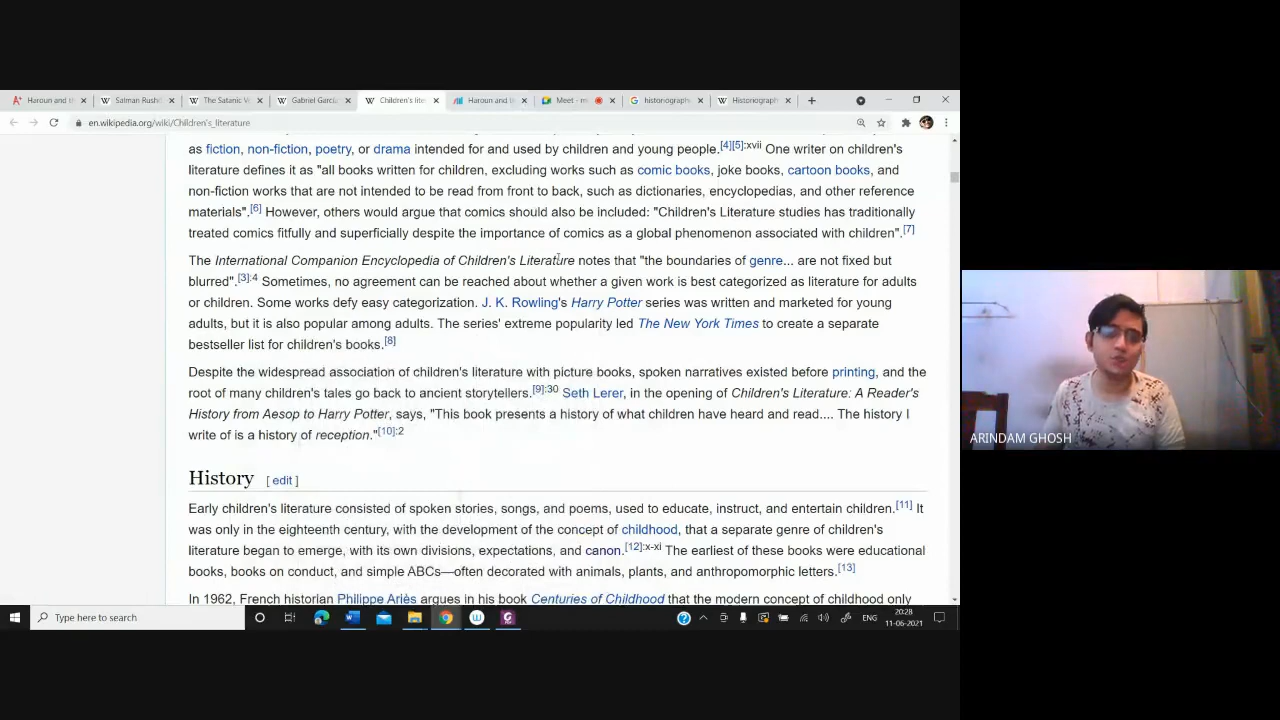 Haroun and th
Salman Rushd
The Satanic Ve
Gabriel Garcí
Children's lite
Haroun and th
Meet - m
historiograph
Historiograph
en.wikipedia.org/wiki/Children's_literature
as fiction, non-fiction, poetry, or drama intended for and used by children and young people.[4][5]:xvii One writer on children's
literature defines it as "all books written for children, excluding works such as comic books, joke books, cartoon books, and
non-fiction works that are not intended to be read from front to back, such as dictionaries, encyclopedias, and other reference
materials".[6] However, others would argue that comics should also be included: "Children's Literature studies has traditionally
treated comics fitfully and superficially despite the importance of comics as a global phenomenon associated with children".[7]
The International Companion Encyclopedia of Children's Literature notes that "the boundaries of genre... are not fixed but
blurred".[3]:4 Sometimes, no agreement can be reached about whether a given work is best categorized as literature for adults
or children. Some works defy easy categorization. J. K. Rowling's Harry Potter series was written and marketed for young
adults, but it is also popular among adults. The series' extreme popularity led The New York Times to create a separate
bestseller list for children's books.[8]
Despite the widespread association of children's literature with picture books, spoken narratives existed before printing, and the
root of many children's tales go back to ancient storytellers.[9]:30 Seth Lerer, in the opening of Children's Literature: A Reader's
History from Aesop to Harry Potter, says, "This book presents a history of what children have heard and read.... The history I
write of is a history of reception."[10]:2
History [ edit ]
Early children's literature consisted of spoken stories, songs, and poems, used to educate, instruct, and entertain children.[11] It
was only in the eighteenth century, with the development of the concept of childhood, that a separate genre of children's
literature began to emerge, with its own divisions, expectations, and canon.[12]:x-xi The earliest of these books were educational
books, books on conduct, and simple ABCs—often decorated with animals, plants, and anthropomorphic letters.[13]
In 1962, French historian Philippe Ariès argues in his book Centuries of Childhood that the modern concept of childhood only
Type here to search
ENG
20:28
11-06-2021
ARINDAM GHOSH